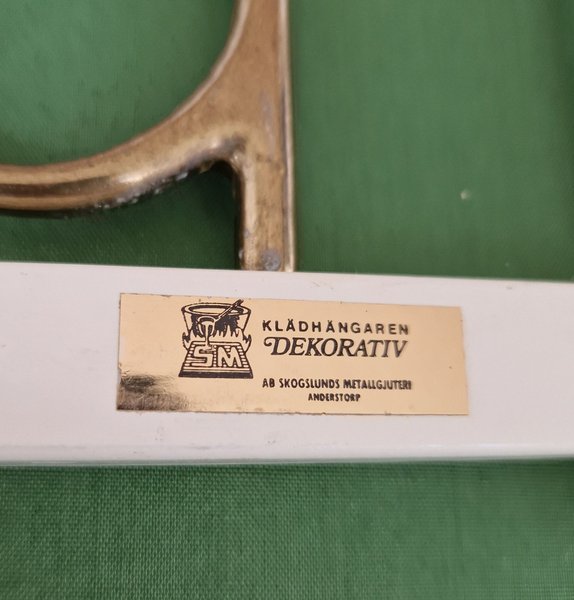 SM
KLÄDHÄNGAREN
DEKORATIV
AB SKOGSLUNDS METALLGJUTERI
ANDERSTORP